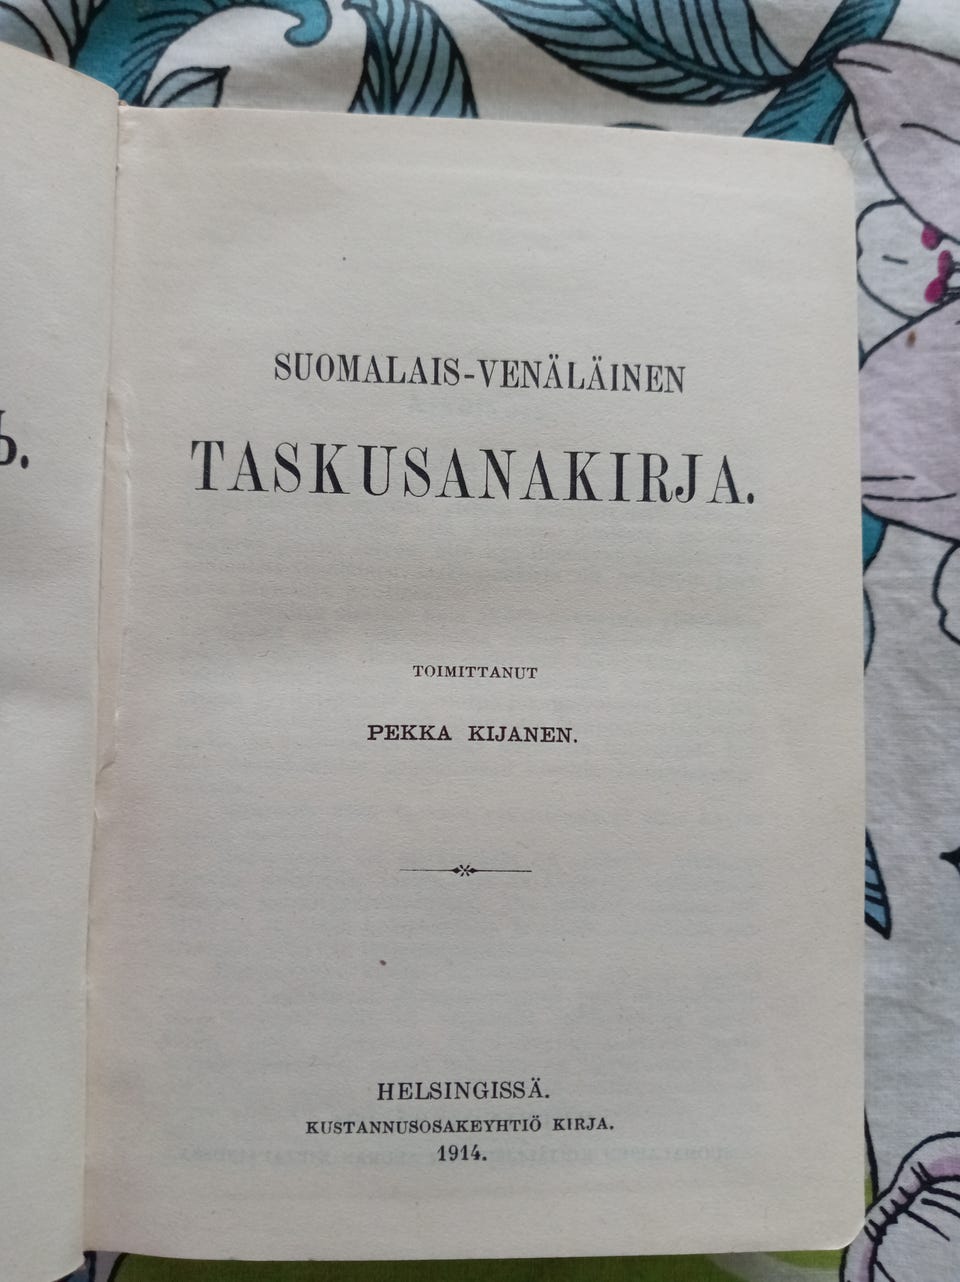 Ъ.
SUOMALAIS-VENÄLÄINEN
TASKUSANAKIRJA.
TOIMITTANUT
PEKKA KIJANEN.
HELSINGISSÄ.
KUSTANNUSOSAKEYHTIÖ KIRJA.
1914.